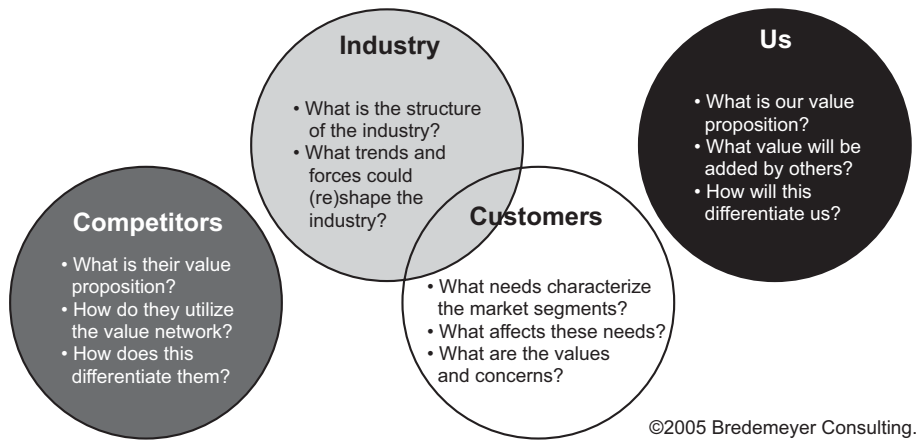 Industry
• What is the structure
of the industry?
• What trends and
forces could
(re)shape the
industry?
Us
• What is our value
proposition?
• What value will be
added by others?
• How will this
differentiate us?
Competitors
• What is their value
proposition?
• How do they utilize
the value network?
• How does this
differentiate them?
Customers
• What needs characterize
the market segments?
• What affects these needs?
• What are the values
and concerns?
©2005 Bredemeyer Consulting.